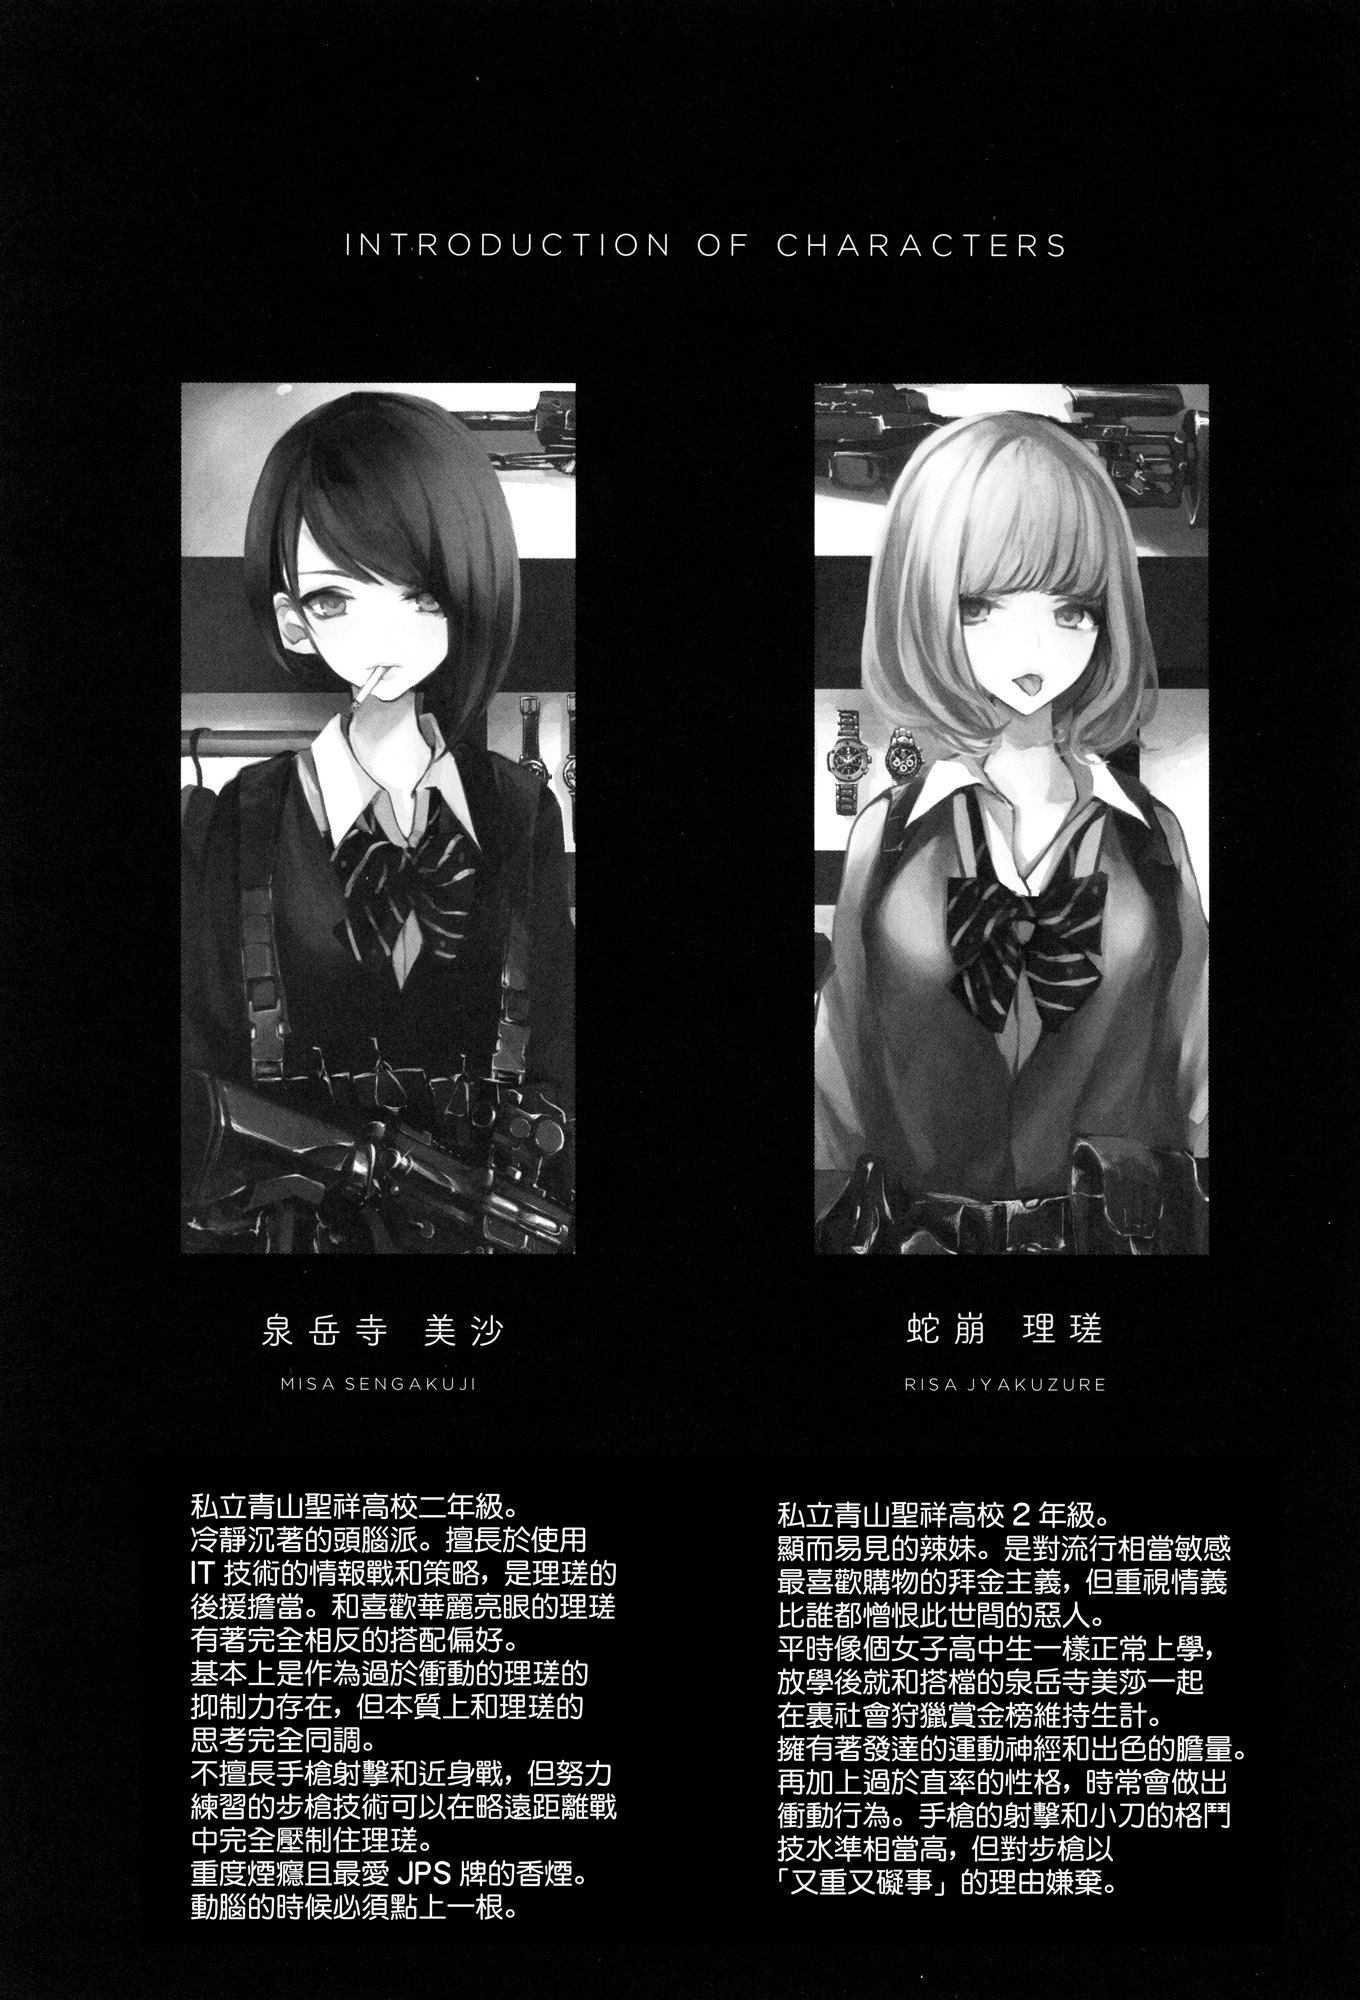 INTRODUCTION OF CHARACTERS
泉岳寺 美沙
MISA SENGAKUJI
私立青山聖祥高校二年級。
冷靜沉著的頭腦派。擅長於使用
IT 技術的情報戰和策略,是理瑳的
後援擔當。和喜歡華麗亮眼的理瑳
有著完全相反的搭配偏好。
基本上是作為過於衝動的理瑳的
抑制力存在,但本質上和理瑳的
思考完全同調。
不擅長手槍射擊和近身戰,但努力
練習的步槍技術可以在略遠距離戰
中完全壓制住理瑳。
重度煙癮且最愛 JPS 牌的香煙。
動腦的時候必須點上一根。
蛇崩 理瑳
RISA JYAKUZURE
私立青山聖祥高校 2 年級。
顯而易見的辣妹。是對流行相當敏感
最喜歡購物的拜金主義,但重視情義
比誰都憎恨此世間的惡人。
平時像個女子高中生一樣正常上學,
放學後就和搭檔的泉岳寺美莎一起
在裏社會狩獵賞金榜維持生計。
擁有著發達的運動神經和出色的膽量。
再加上過於直率的性格,時常會做出
衝動行為。手槍的射擊和小刀的格鬥
技水準相當高,但對步槍以
「又重又礙事」的理由嫌棄。